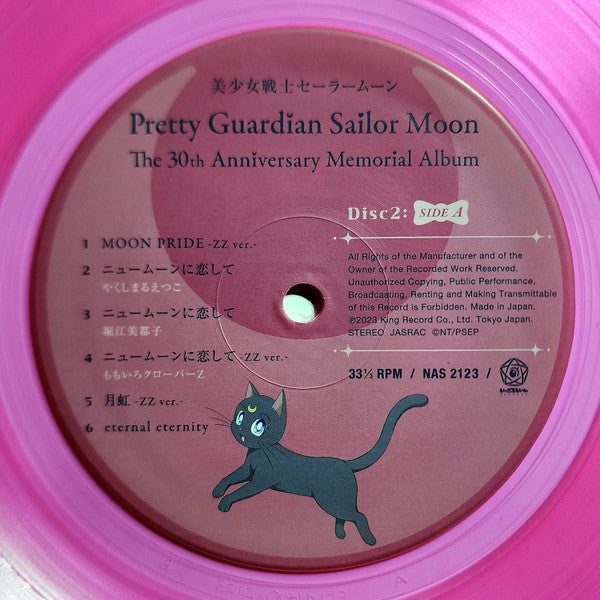 美少女戦士セーラームーン
Pretty Guardian Sailor Moon
The 30th Anniversary Memorial Album
Disc2: SIDE A
1 MOON PRIDE -ZZ ver.-
2 ニュームーンに恋して
やくしまるえつこ
3 ニュームーンに恋して
堀江美都子
4 ニュームーンに恋して -ZZ ver.-
ももいろクローバーZ
5 月虹 -ZZ ver.-
6 eternal eternity
All Rights of the Manufacturer and of the
Owner of the Recorded Work Reserved.
Unauthorized Copying, Public Performance,
Broadcasting, Renting and Making Transmittable
of this Record is Forbidden. Made in Japan.
℗2023 King Record Co., Ltd. Tokyo Japan.
STEREO JASRAC ©NT/PSEP
33⅓ RPM / NAS 2123 /